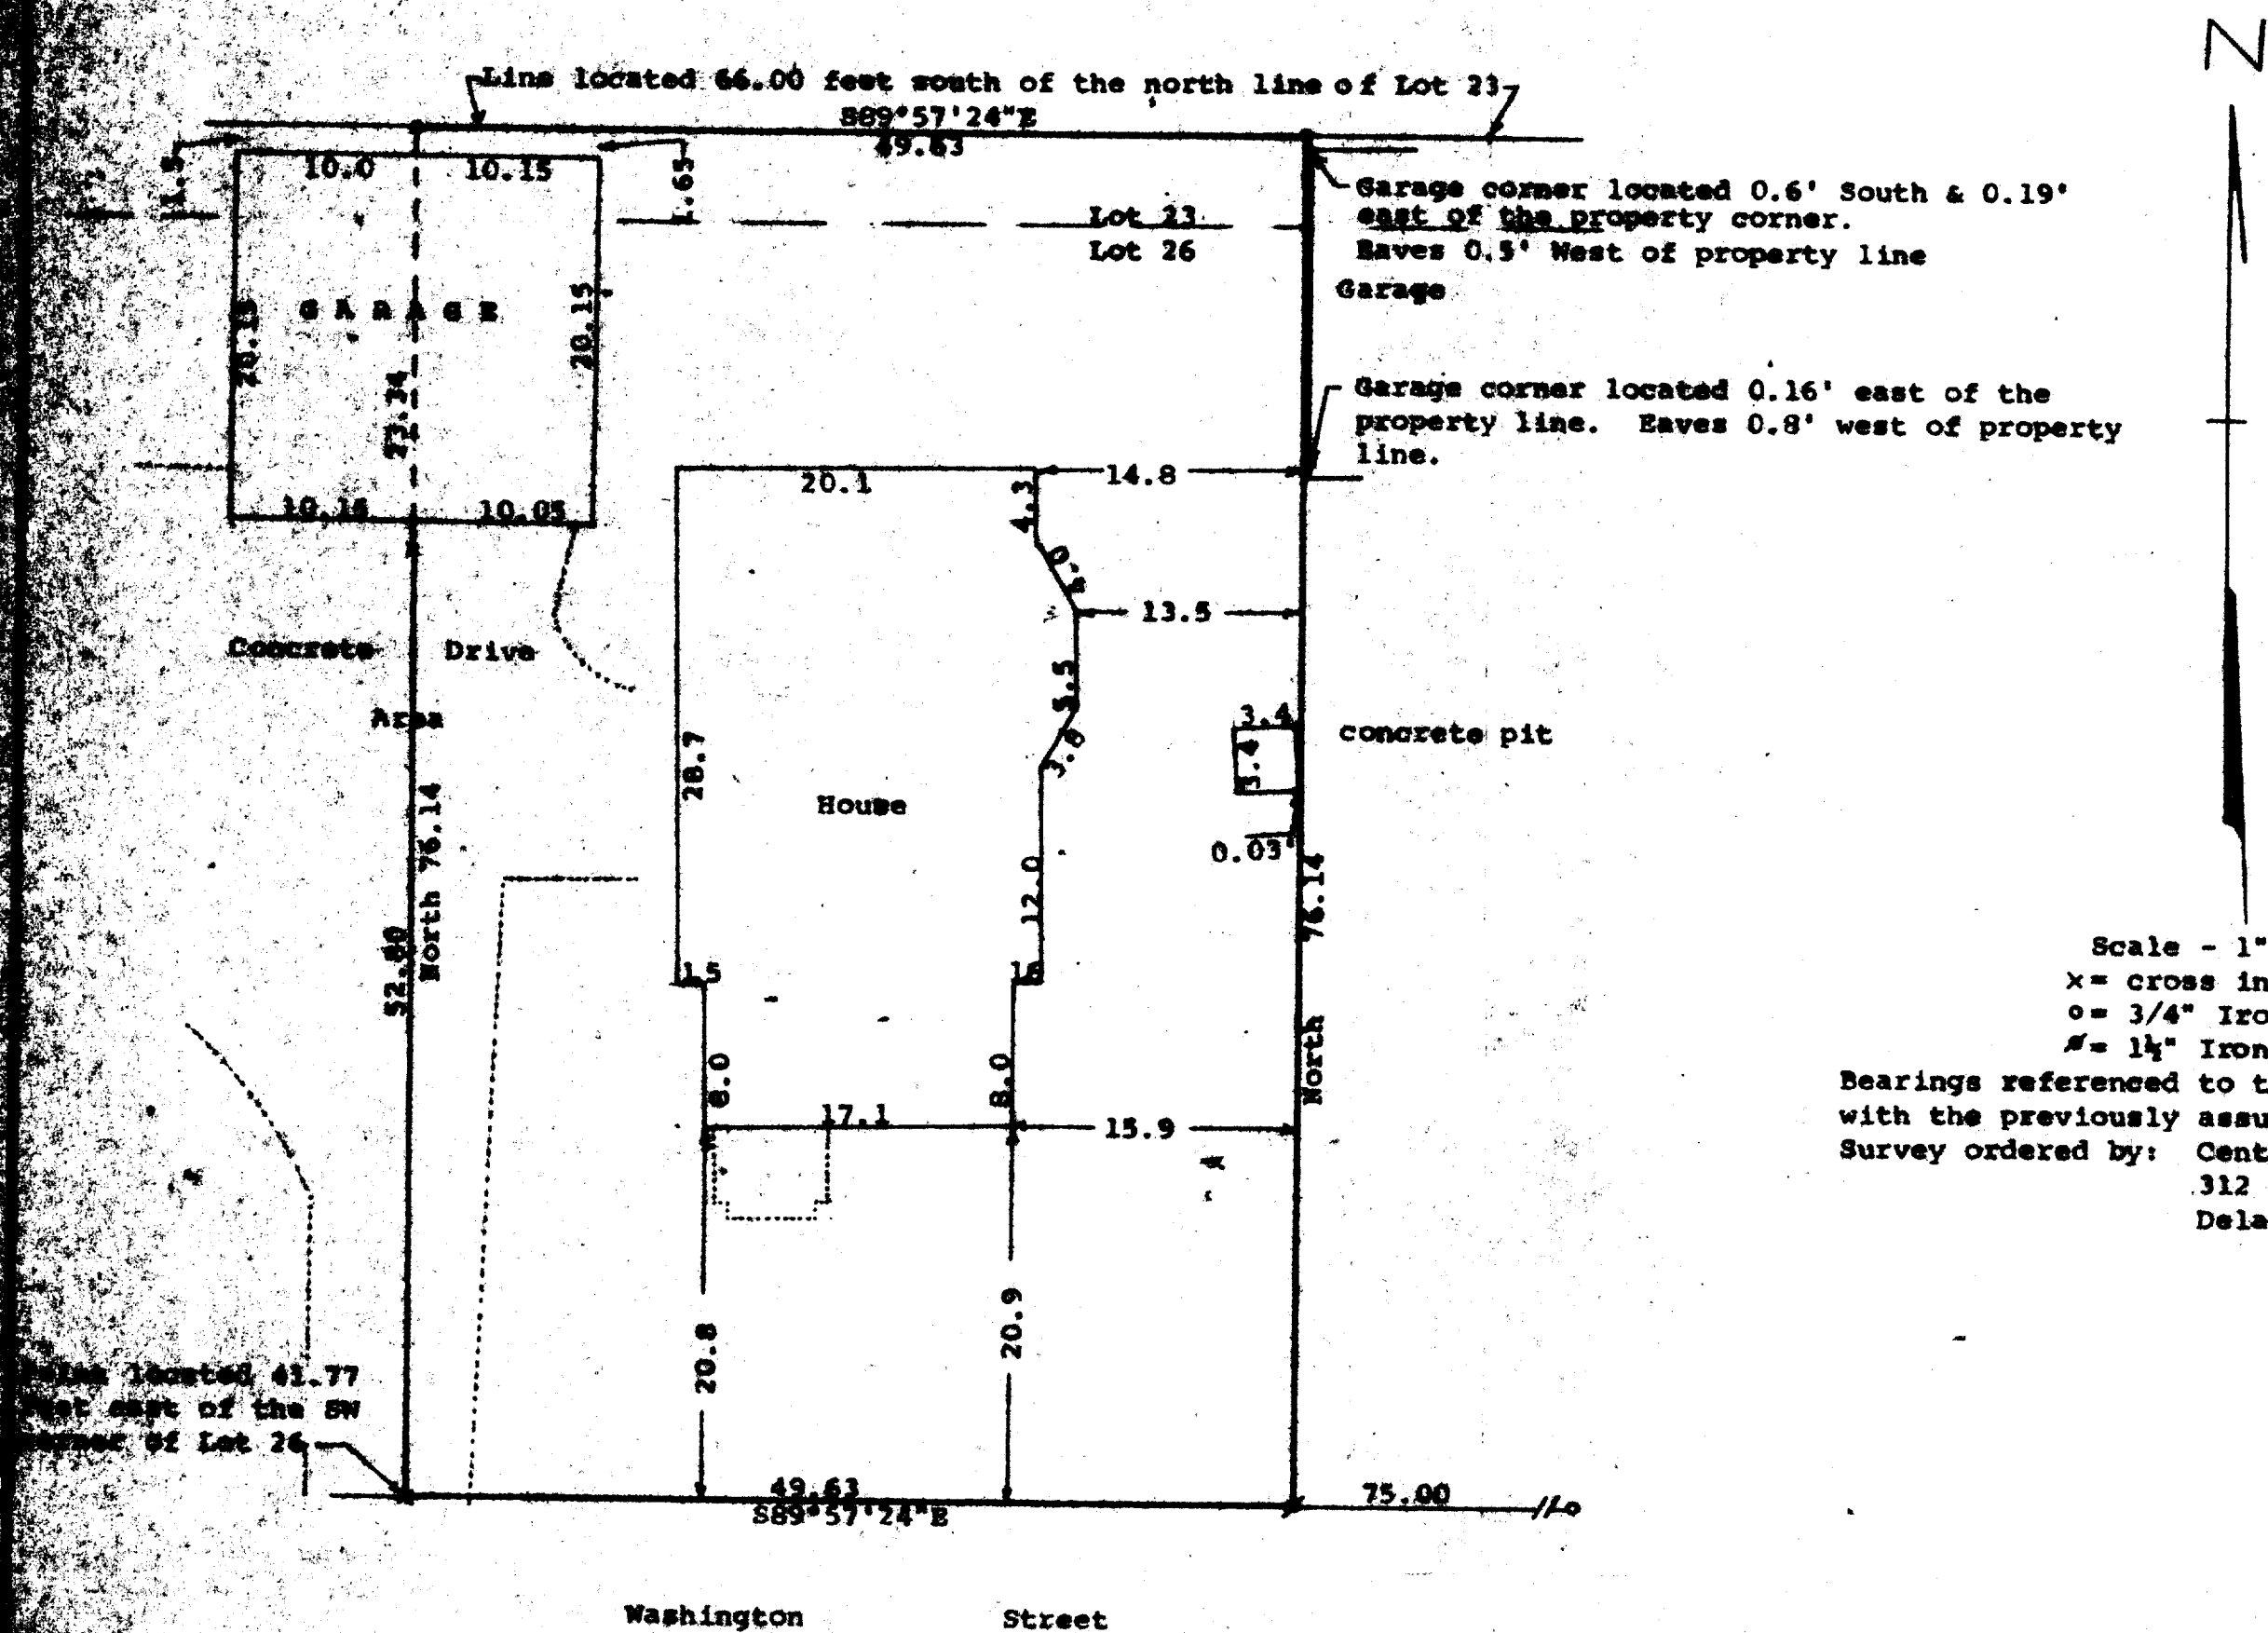 N
Line located 66.00 feet south of the north line of Lot 23
S89°57'24"E
49.63
1.65
10.0
10.15
Lot 23
Lot 26
Garage corner located 0.6' South & 0.19'
east of the property corner.
Eaves 0.5' West of property line
Garage
GARAGE
20.15
20.15
23.34
Garage corner located 0.16' east of the
property line. Eaves 0.8' west of property
line.
10.05
20.1
4.3
14.8
13.5
5.5
3.8
Concrete
Drive
Area
28.7
House
3.4
3.4
concrete pit
0.03'
North 76.14
52.80
12.0
North 76.14
1.5
8.0
8.0
17.1
15.9
Scale - 1"
x= cross in
o= 3/4" Iro
ø= 1½" Iron
Bearings referenced to t
with the previously assu
Survey ordered by: Cent
312
Dela
20.8
20.9
located 41.77
east of the SW
of Lot 26
49.63
S89°57'24"E
75.00
Washington Street